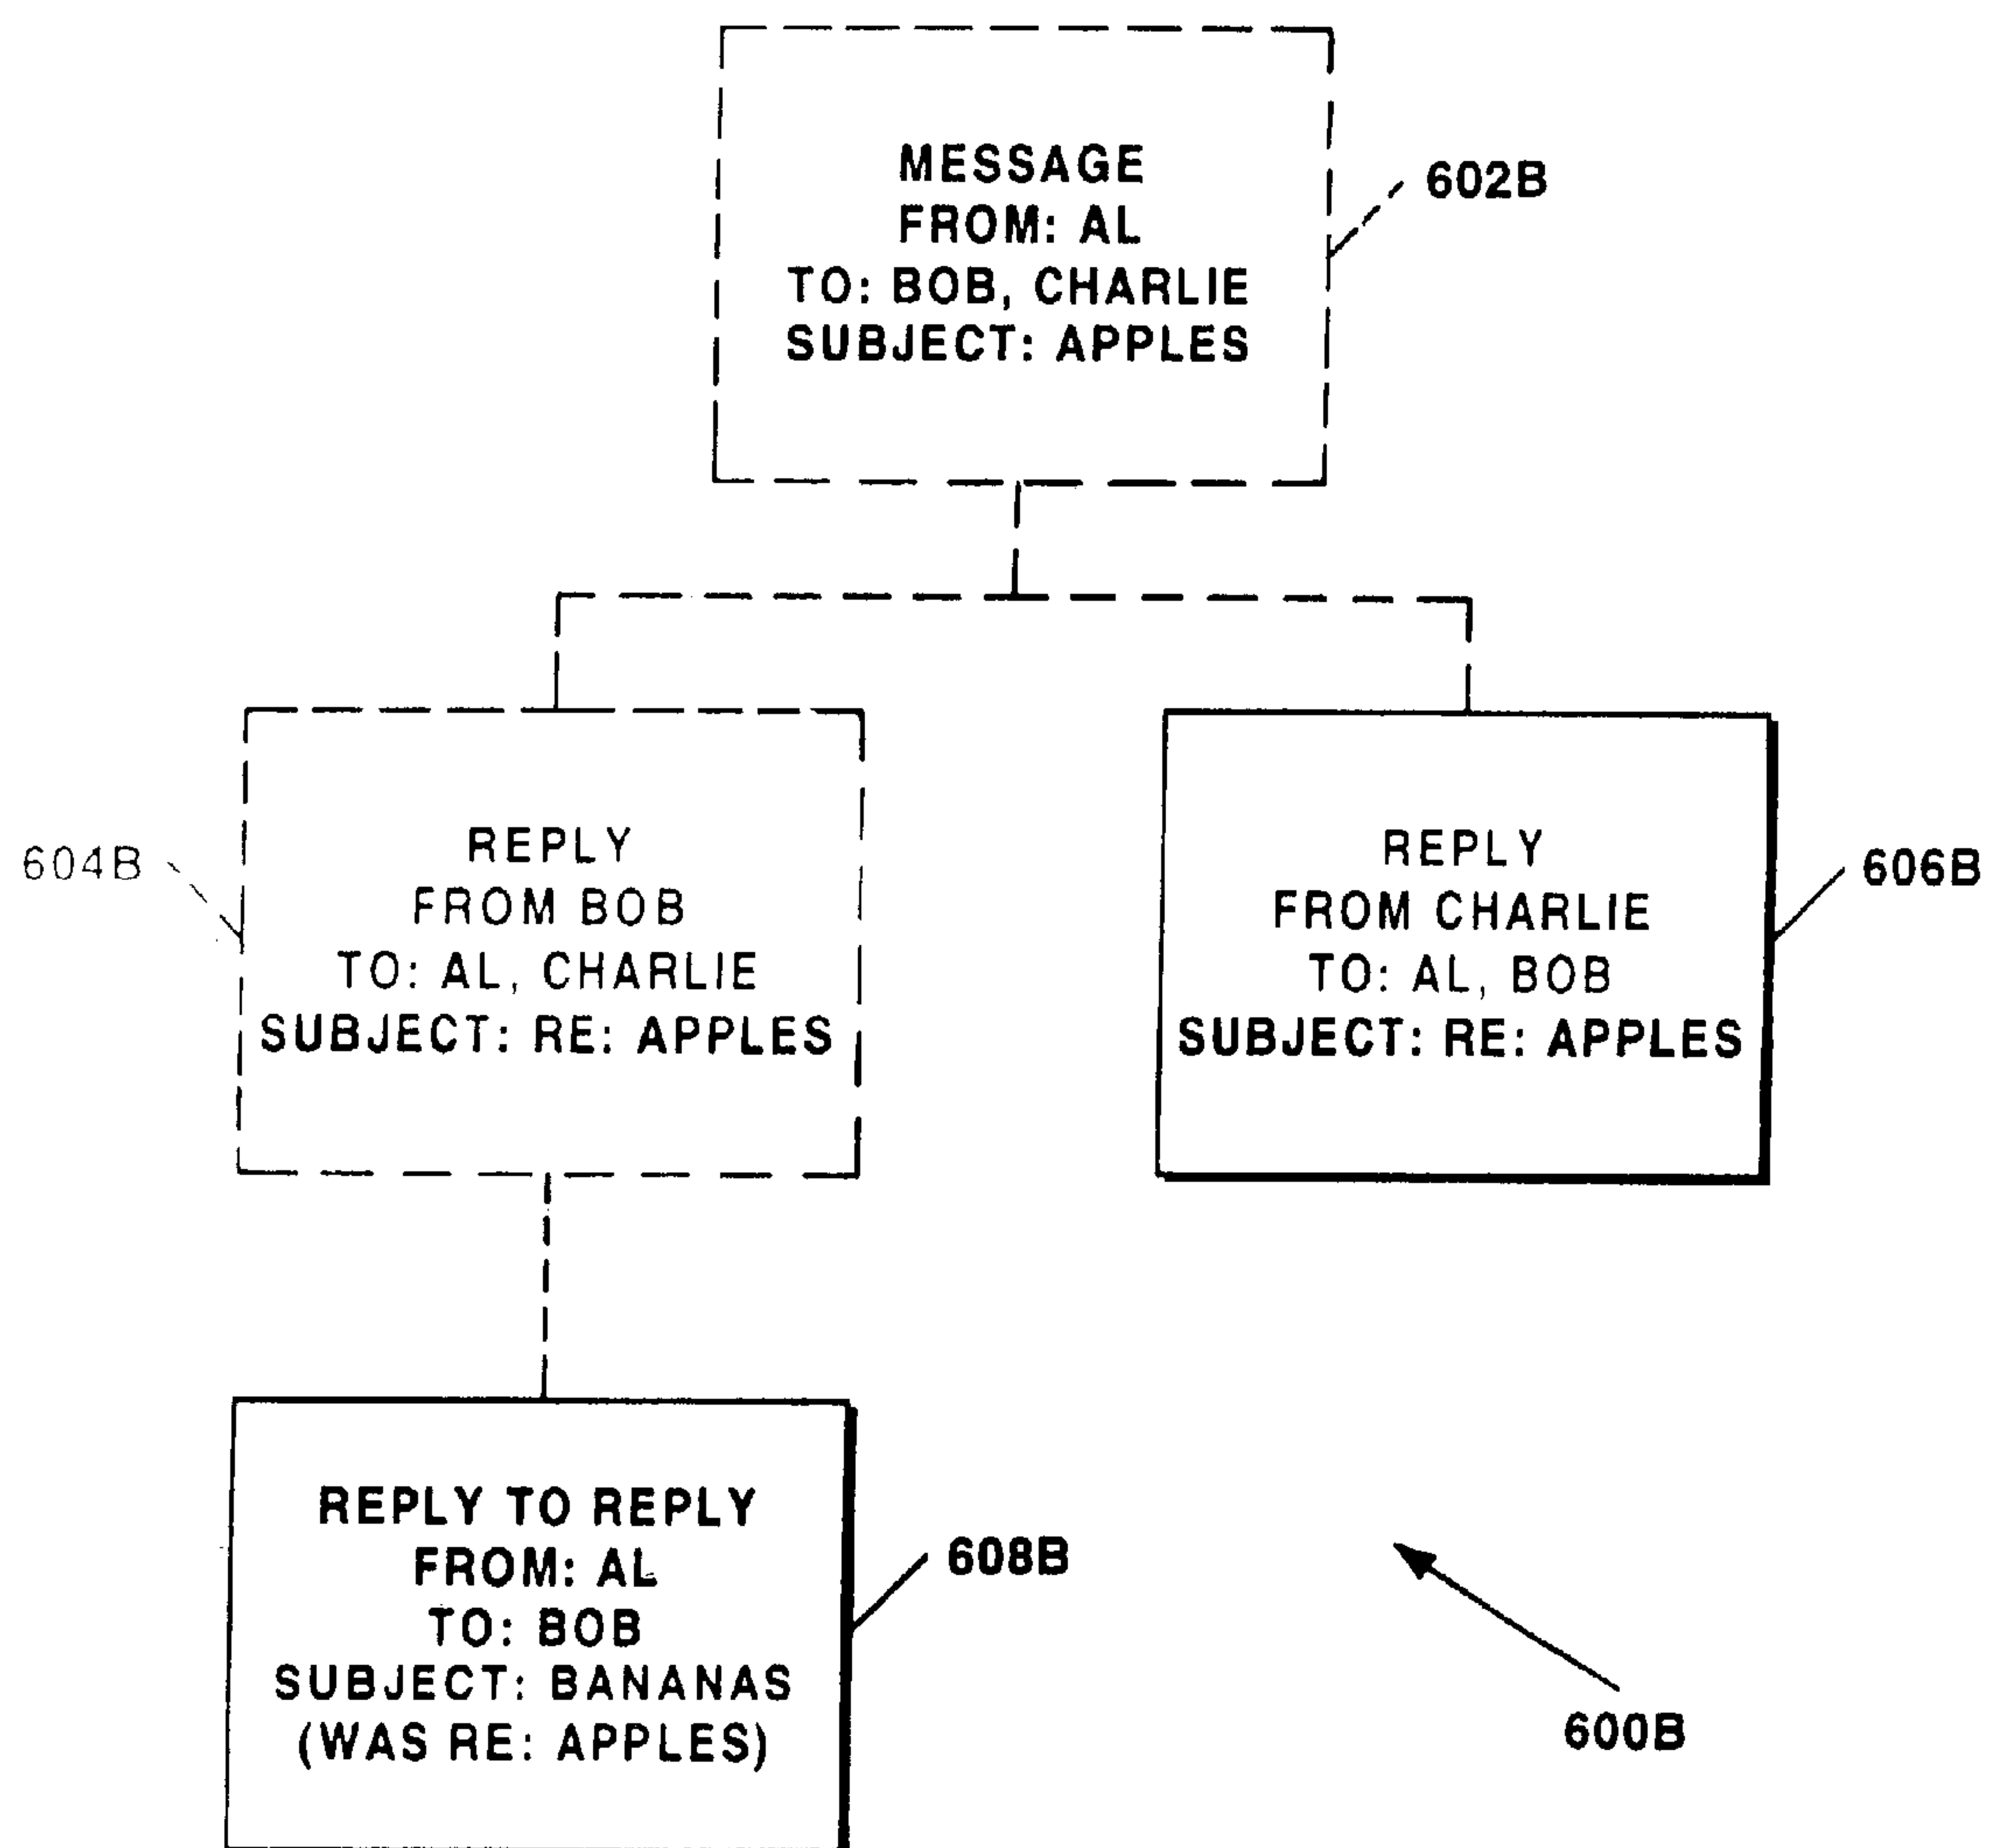 MESSAGE
FROM: AL
TO: BOB, CHARLIE
SUBJECT: APPLES
602B
REPLY
FROM BOB
TO: AL, CHARLIE
SUBJECT: RE: APPLES
604B
REPLY
FROM CHARLIE
TO: AL, BOB
SUBJECT: RE: APPLES
606B
REPLY TO REPLY
FROM: AL
TO: BOB
SUBJECT: BANANAS
(WAS RE: APPLES)
608B
600B